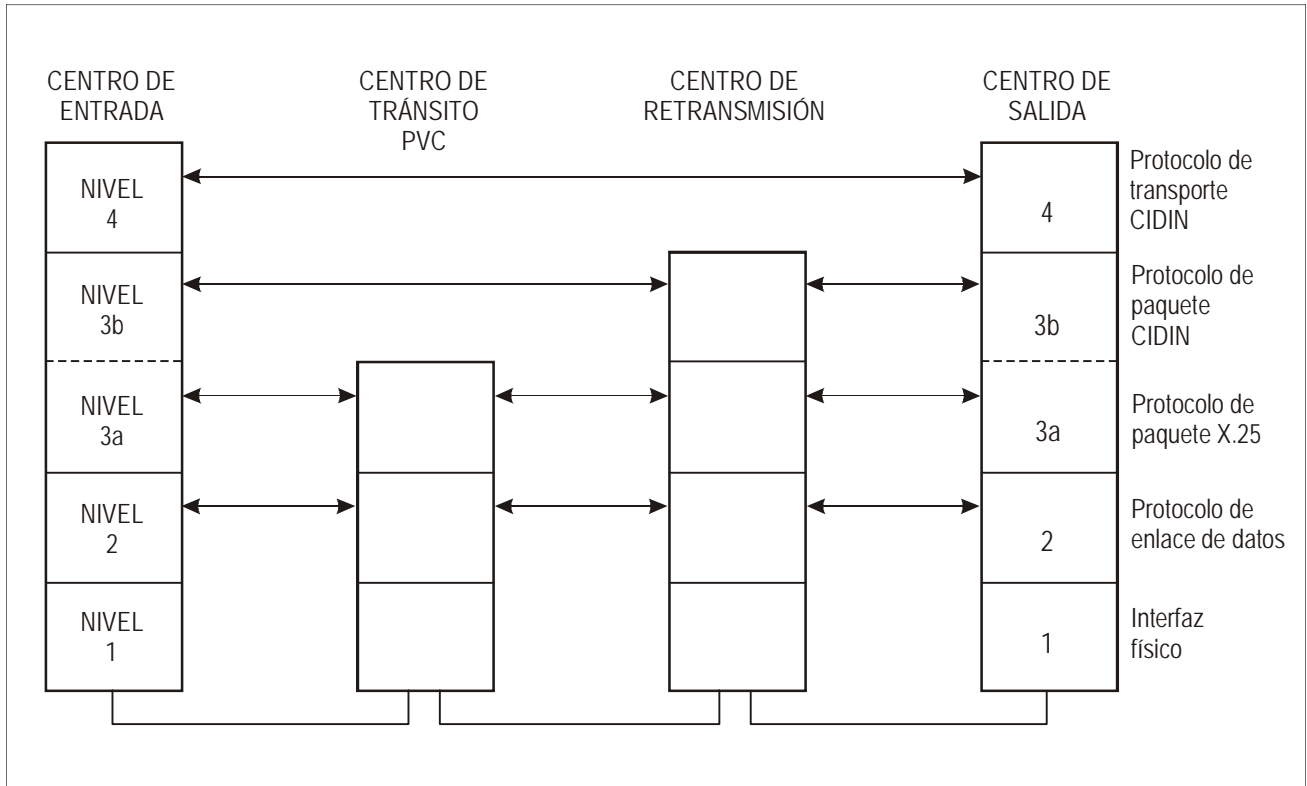 CENTRO DE
ENTRADA
CENTRO DE
TRÁNSITO
PVC
CENTRO DE
RETRANSMISIÓN
CENTRO DE
SALIDA
NIVEL
4
4
Protocolo de
transporte
CIDIN
NIVEL
3b
3b
Protocolo de
paquete
CIDIN
NIVEL
3a
3a
Protocolo de
paquete X.25
NIVEL
2
2
Protocolo de
enlace de datos
NIVEL
1
1
Interfaz
físico